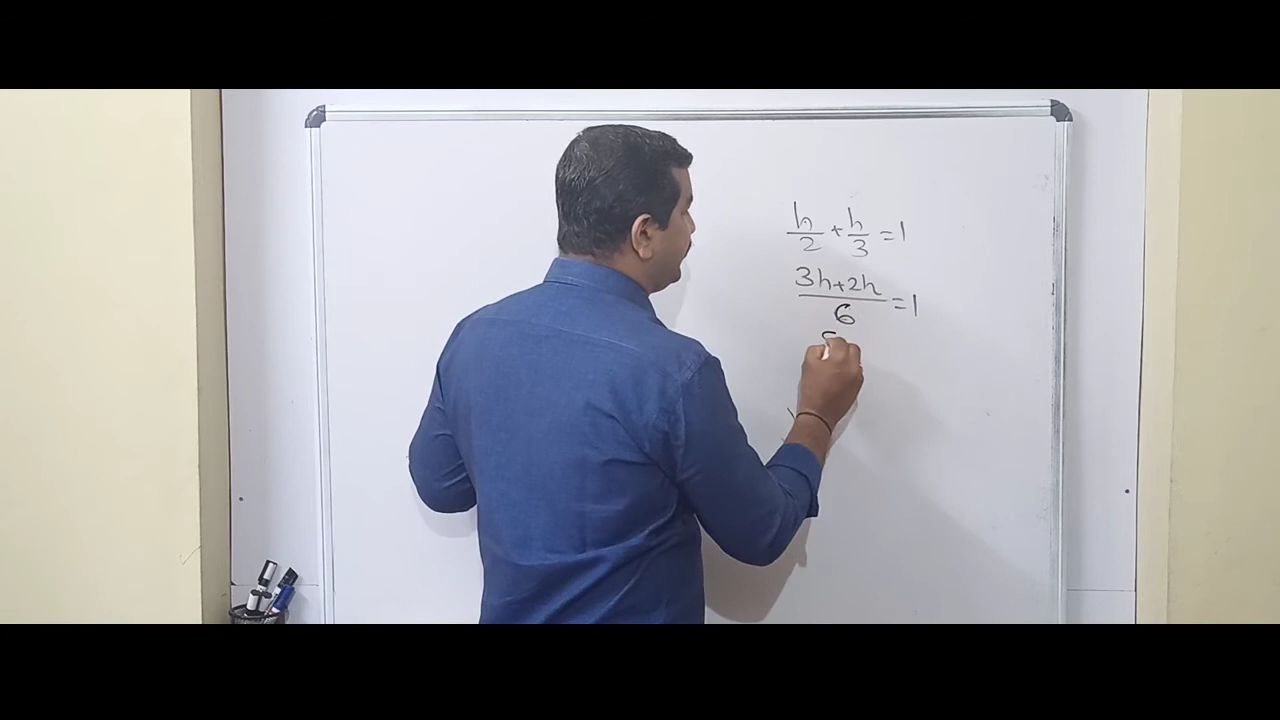 h/2 + h/3 = 1
3h+2h/6 = 1